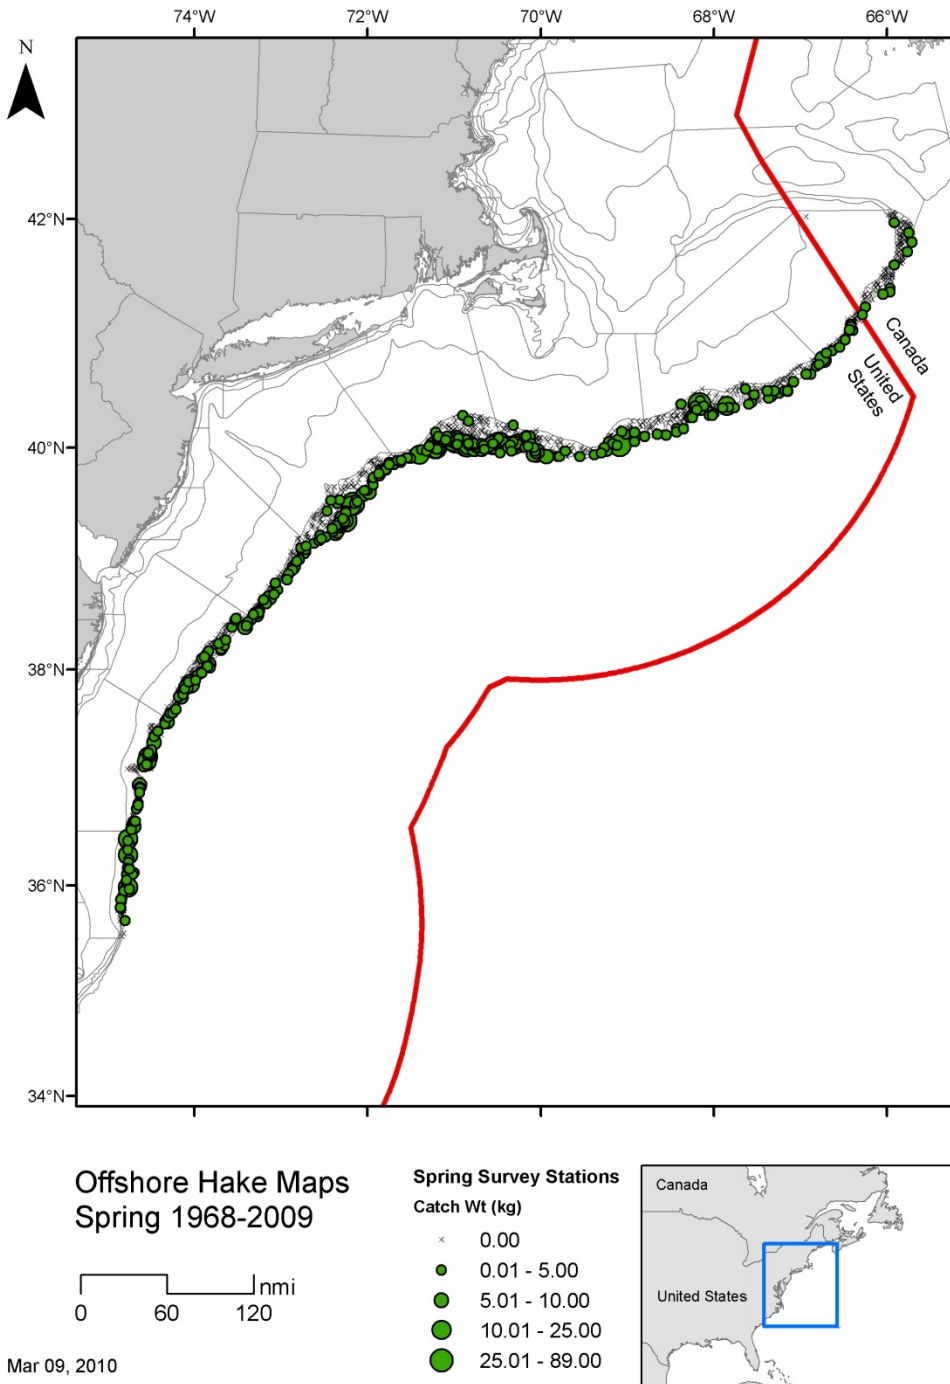 74°W 72°W 70°W 68°W 66°W
N
42°N
Canada
United
States
40°N
38°N
36°N
34°N
Offshore Hake Maps
Spring 1968-2009
nmi
0 60 120
Mar 09, 2010
Spring Survey Stations
Catch Wt (kg)
0.00
0.01 - 5.00
5.01 - 10.00
10.01 - 25.00
25.01 - 89.00
Canada
United States